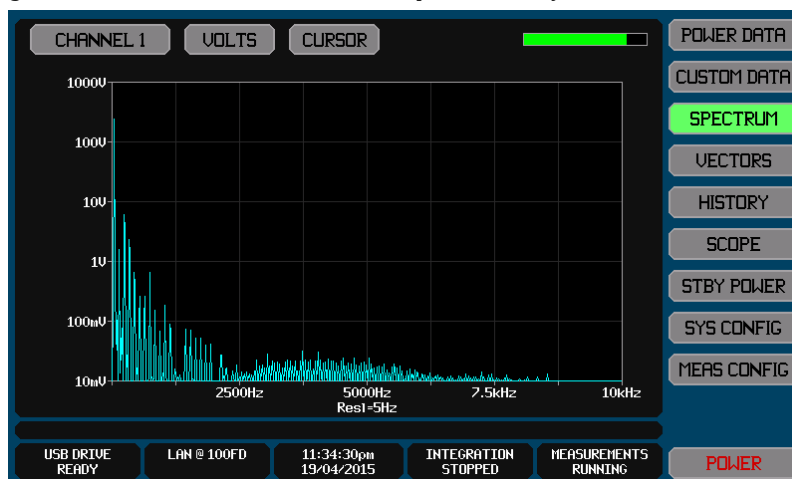 CHANNEL 1
VOLTS
CURSOR
1000V
100V
10V
1V
100mV
10mV
2500Hz
5000Hz
7.5kHz
10kHz
Resl=5Hz
POWER DATA
CUSTOM DATA
SPECTRUM
VECTORS
HISTORY
SCOPE
STBY POWER
SYS CONFIG
MEAS CONFIG
USB DRIVE
READY
LAN @ 100FD
11:34:30pm
19/04/2015
INTEGRATION
STOPPED
MEASUREMENTS
RUNNING
POWER